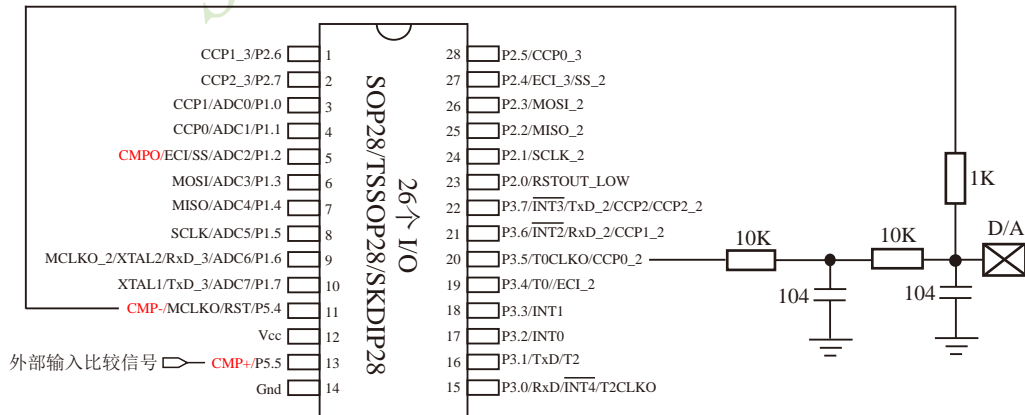 CCP1_3/P2.6 1
CCP2_3/P2.7 2
CCP1/ADC0/P1.0 3
CCP0/ADC1/P1.1 4
CMPO/ECI/SS/ADC2/P1.2 5
MOSI/ADC3/P1.3 6
MISO/ADC4/P1.4 7
SCLK/ADC5/P1.5 8
MCLKO_2/XTAL2/RxD_3/ADC6/P1.6 9
XTAL1/TxD_3/ADC7/P1.7 10
CMP-/MCLKO/RST/P5.4 11
Vcc 12
外部输入比较信号 CMP+/P5.5 13
Gnd 14
SOP28/TSSOP28/SKDIP28
26个 I/O
28 P2.5/CCP0_3
27 P2.4/ECI_3/SS_2
26 P2.3/MOSI_2
25 P2.2/MISO_2
24 P2.1/SCLK_2
23 P2.0/RSTOUT_LOW
22 P3.7/INT3/TxD_2/CCP2/CCP2_2
21 P3.6/INT2/RxD_2/CCP1_2
20 P3.5/T0CLKO/CCP0_2
19 P3.4/T0//ECI_2
18 P3.3/INT1
17 P3.2/INT0
16 P3.1/TxD/T2
15 P3.0/RxD/INT4/T2CLKO
1K
D/A
10K
10K
104
104